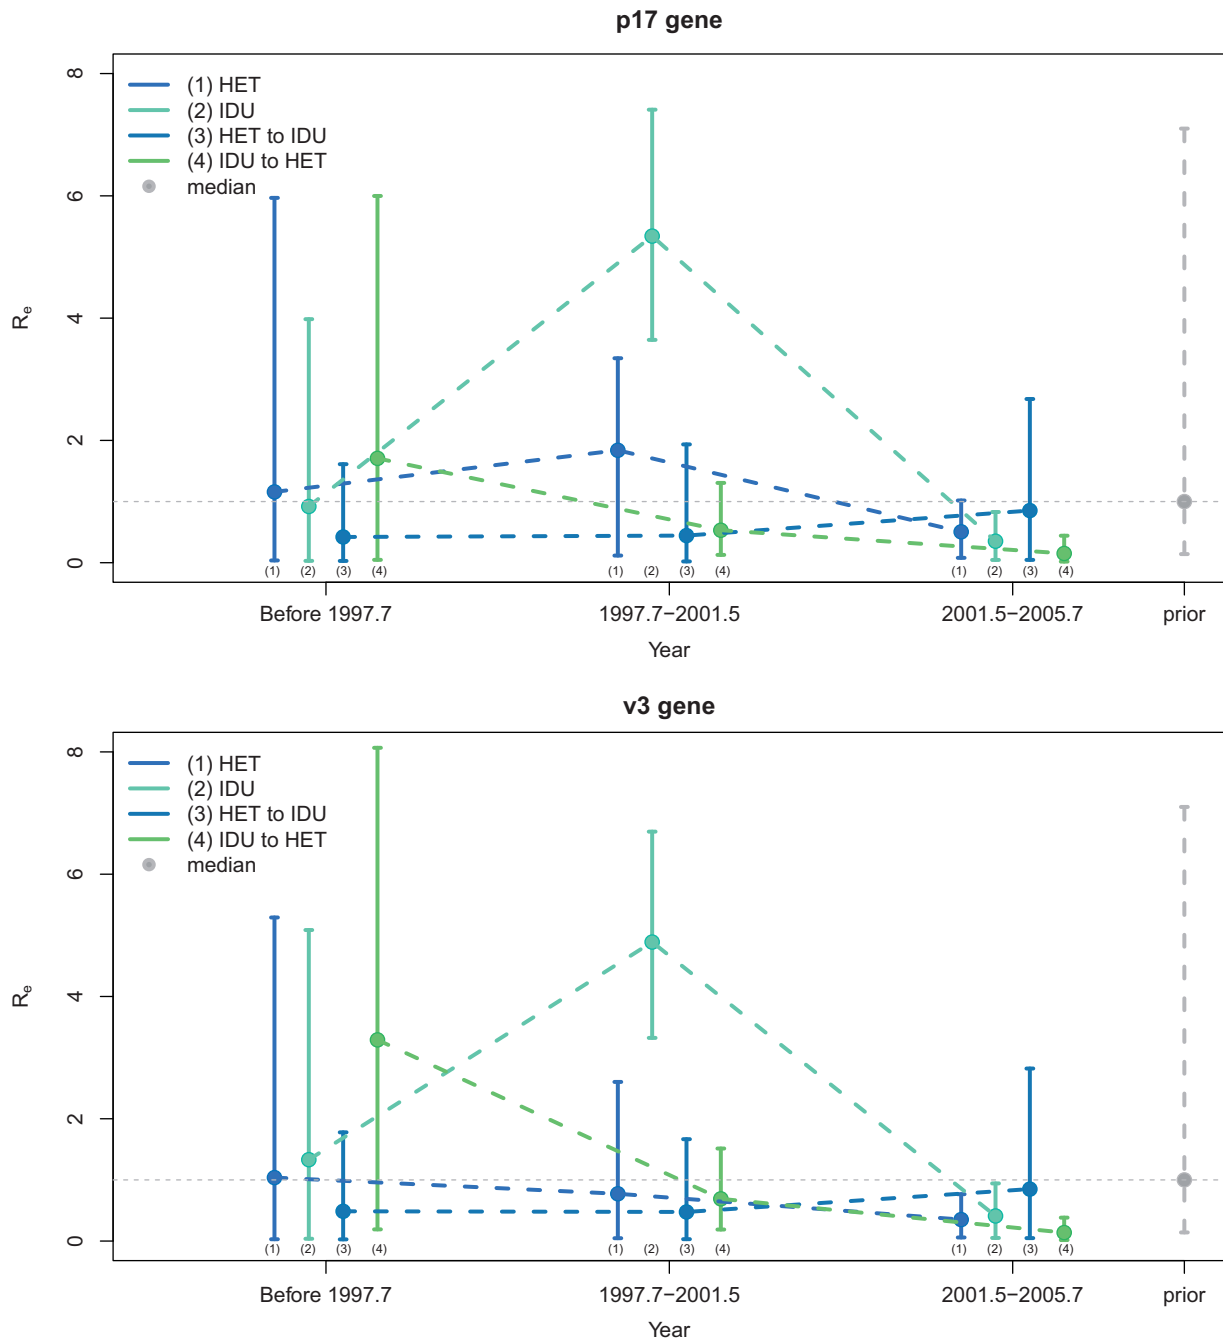 p17 gene
8
6
4
2
0
R_e
(1) HET
(2) IDU
(3) HET to IDU
(4) IDU to HET
median
(1) (2) (3) (4) (1) (2) (3) (4) (1) (2) (3) (4)
Before 1997.7 1997.7−2001.5 2001.5−2005.7 prior
Year
v3 gene
8
6
4
2
0
R_e
(1) HET
(2) IDU
(3) HET to IDU
(4) IDU to HET
median
(1) (2) (3) (4) (1) (2) (3) (4) (1) (2) (3) (4)
Before 1997.7 1997.7−2001.5 2001.5−2005.7 prior
Year